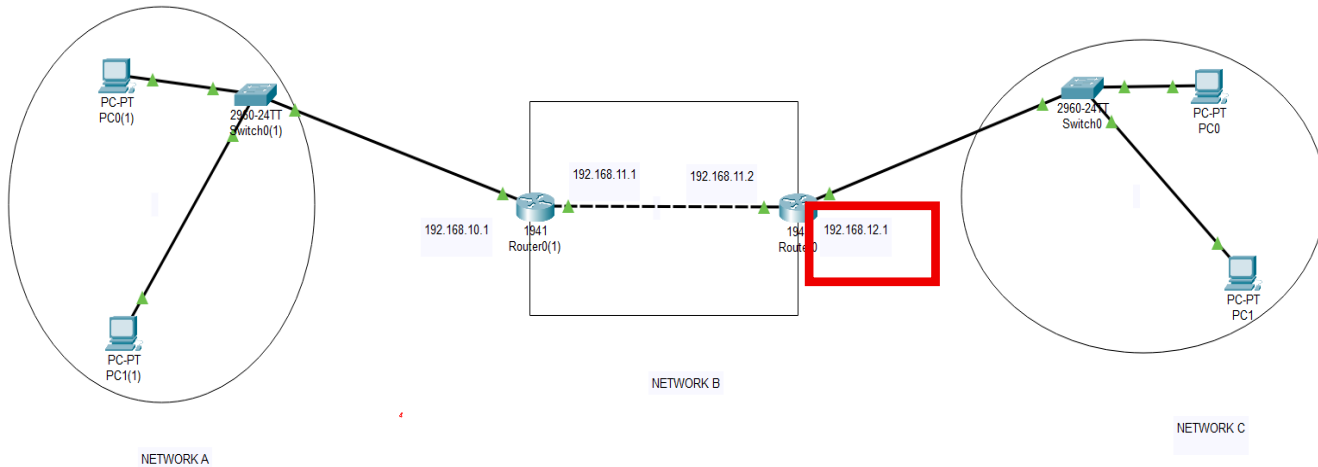 PC-PT
PC0(1)
2960-24TT
Switch0(1)
2960-24TT
Switch0
PC-PT
PC0
192.168.11.1
192.168.11.2
192.168.10.1
1941
Router0(1)
192.168.12.1
PC-PT
PC1
PC-PT
PC1(1)
NETWORK B
NETWORK C
NETWORK A